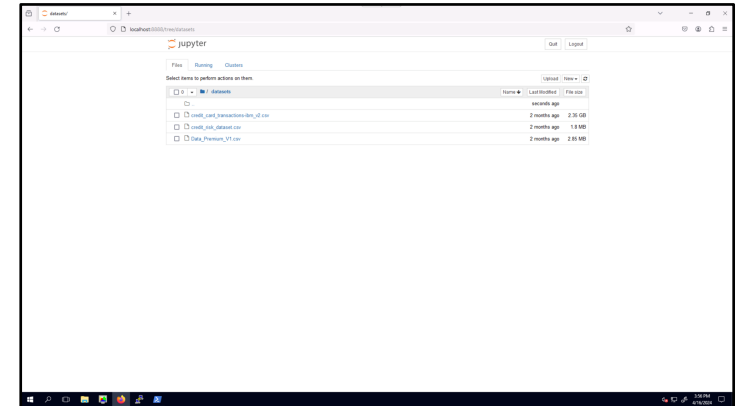 datasets/
localhost:8888/tree/datasets
jupyter
Quit
Logout
Files Running Clusters
Select items to perform actions on them.
Upload New
0 / datasets
Name Last Modified File size
..
seconds ago
credit_card_transactions-ibm_v2.csv 2 months ago 2.35 GB
credit_risk_dataset.csv 2 months ago 1.8 MB
Data_Premium_V1.csv 2 months ago 2.85 MB
3:56 PM
4/16/2024